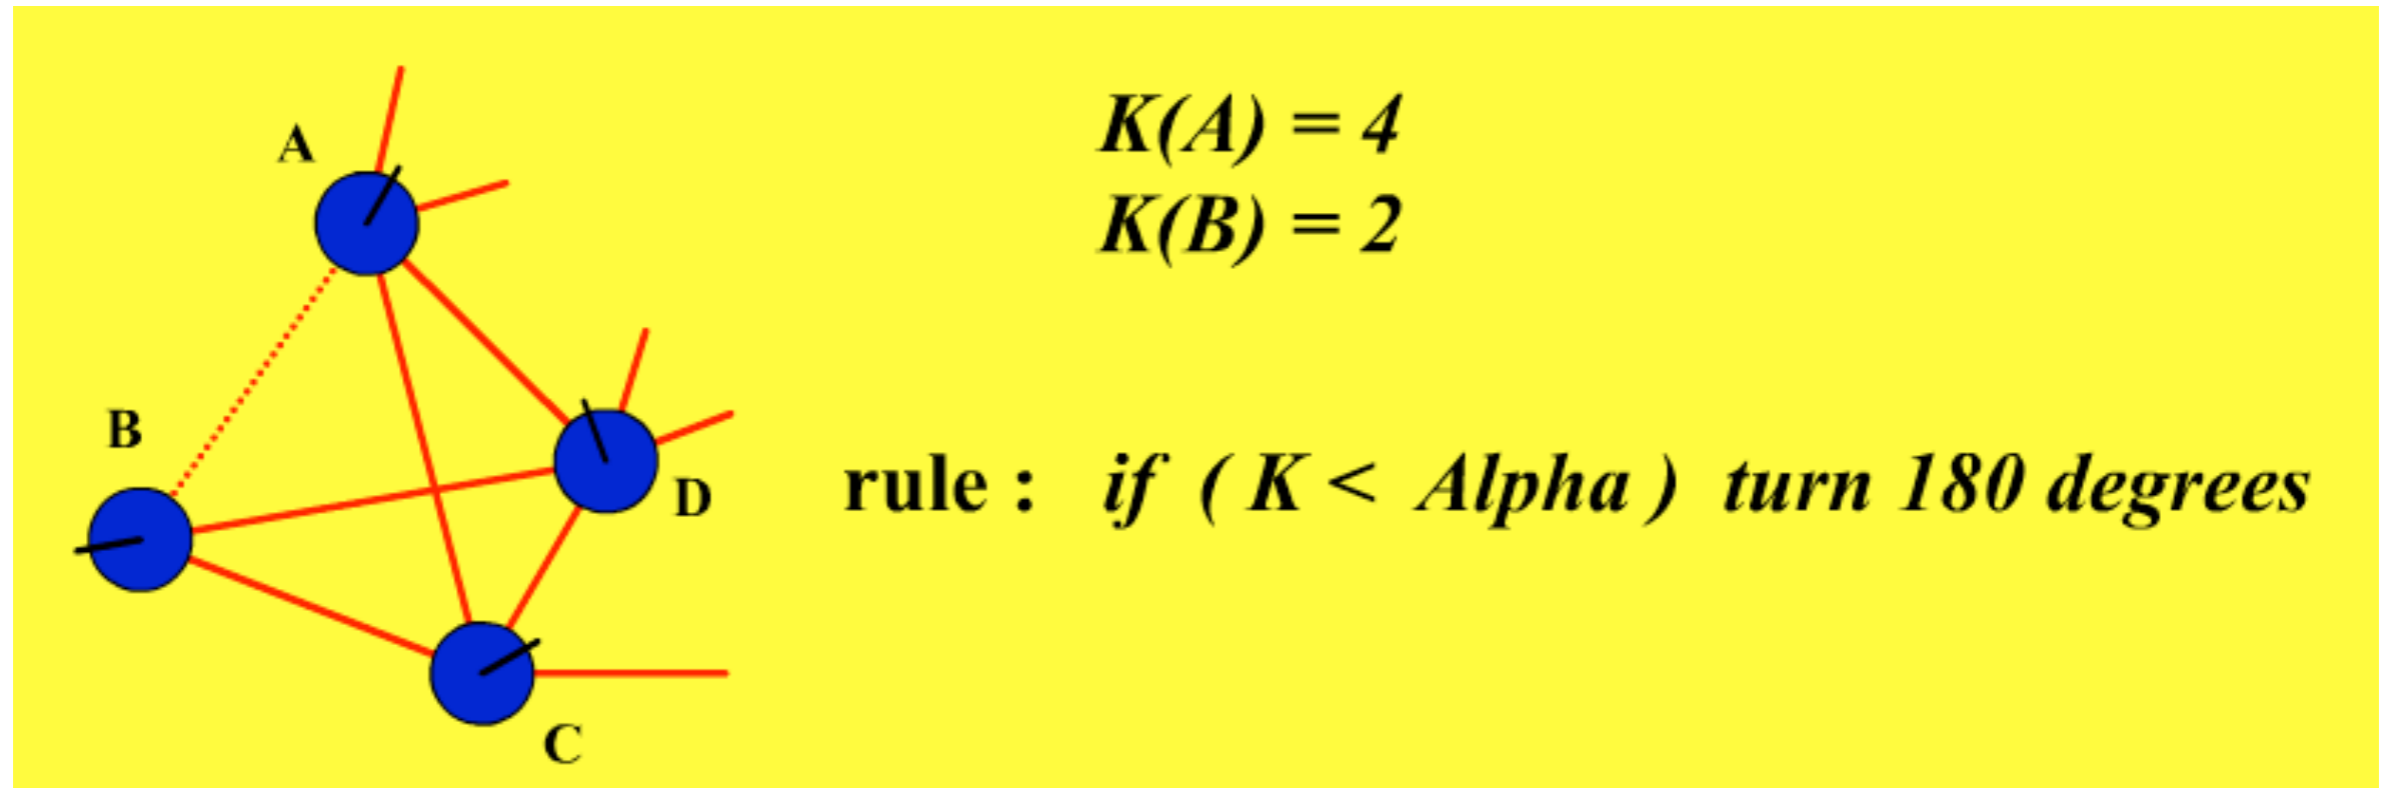 A
K(A) = 4
K(B) = 2
B
D
rule : if ( K < Alpha ) turn 180 degrees
C